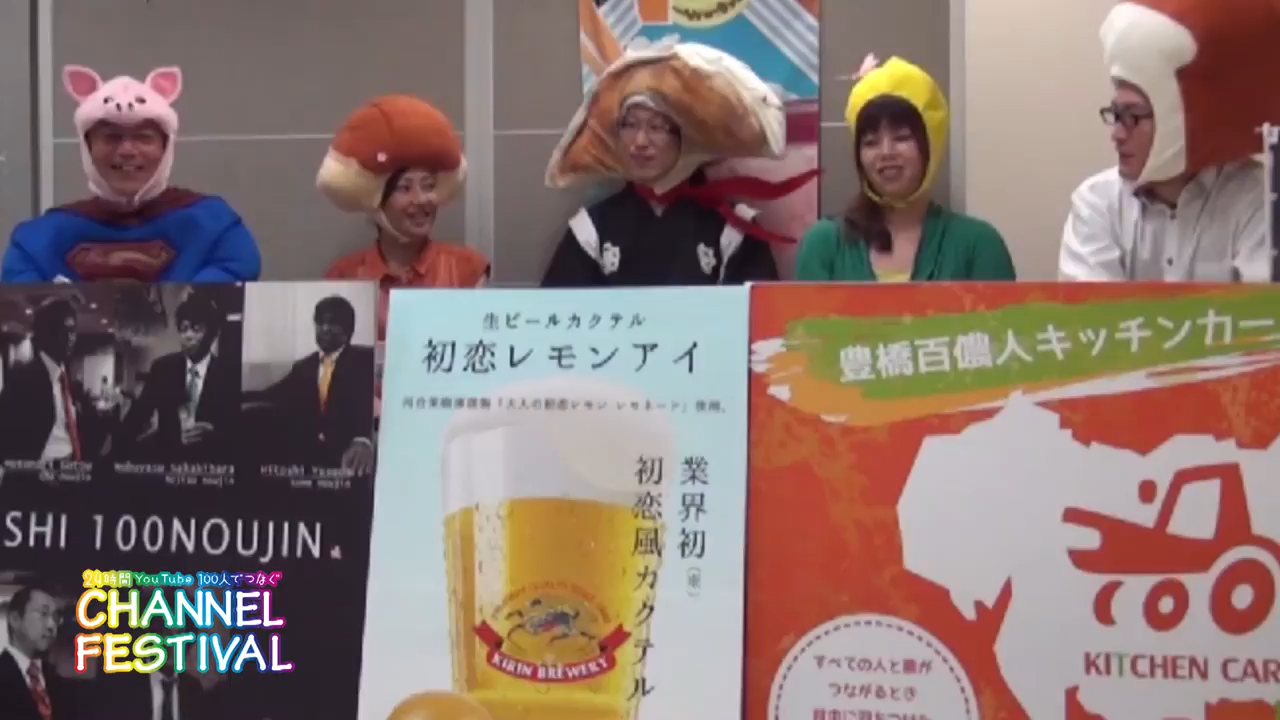 生ビールカクテル
初恋レモンアイ
業界初
初恋風カクテル
KIRIN BREWERY
豊橋百儂人キッチンカー
KITCHEN CAR
すべての人と農が
つながるとき
Nobuyasu Sakakibara
SHI 100NOUJIN
24時間 YouTube 100人でつなぐ
CHANNEL
FESTIVAL